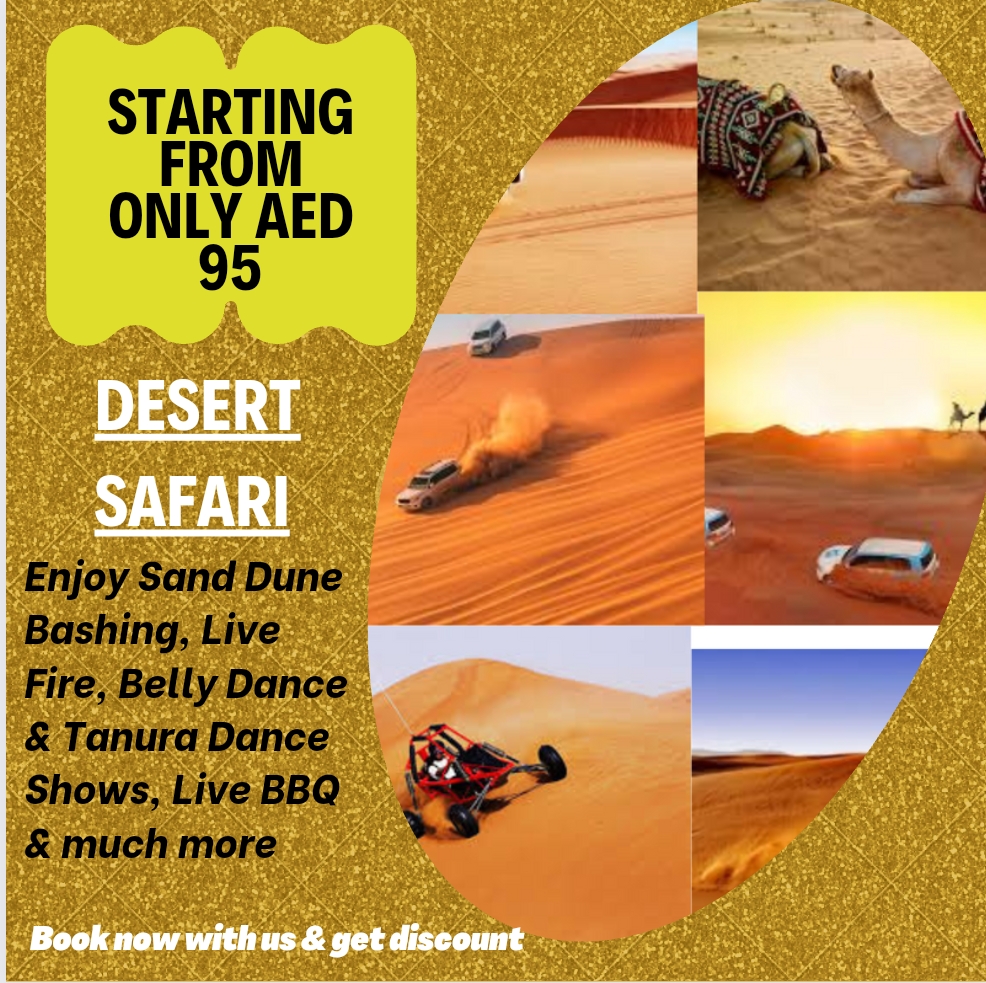 STARTING
FROM
ONLY AED
95
DESERT
SAFARI
Enjoy Sand Dune
Bashing, Live
Fire, Belly Dance
& Tanura Dance
Shows, Live BBQ
& much more
Book now with us & get discount